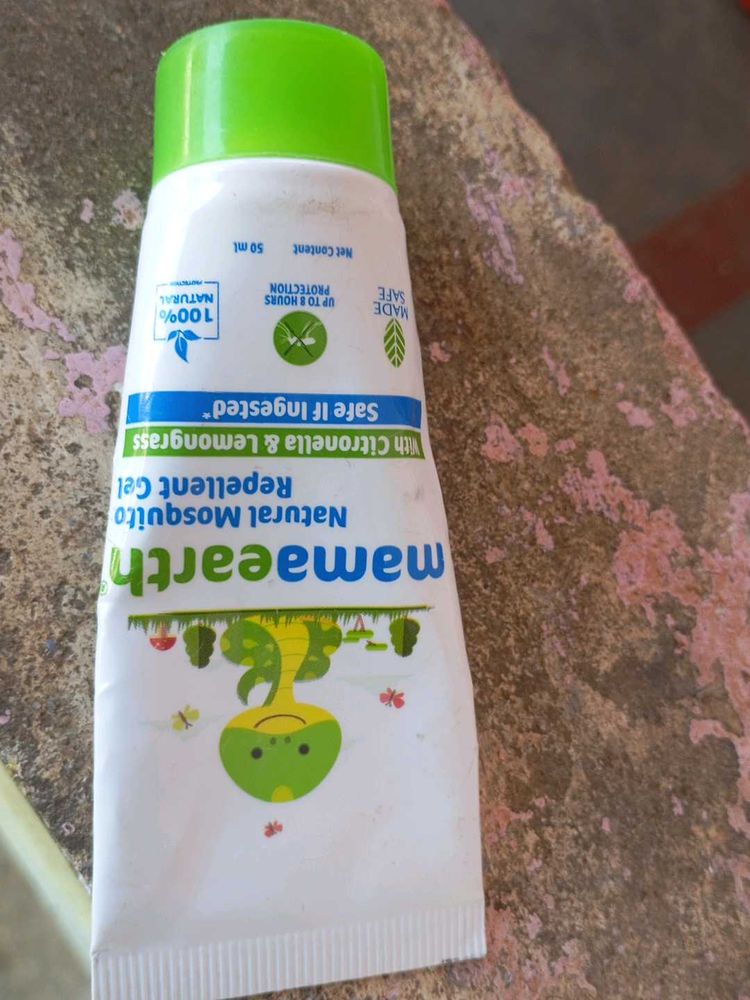 mamaearth®
Natural Mosquito
Repellent Gel
With Citronella & Lemongrass
Safe If Ingested*
MADE
SAFE
UP TO 8 HOURS
PROTECTION
100%
NATURAL
PROTECTION
Net Content 50 ml